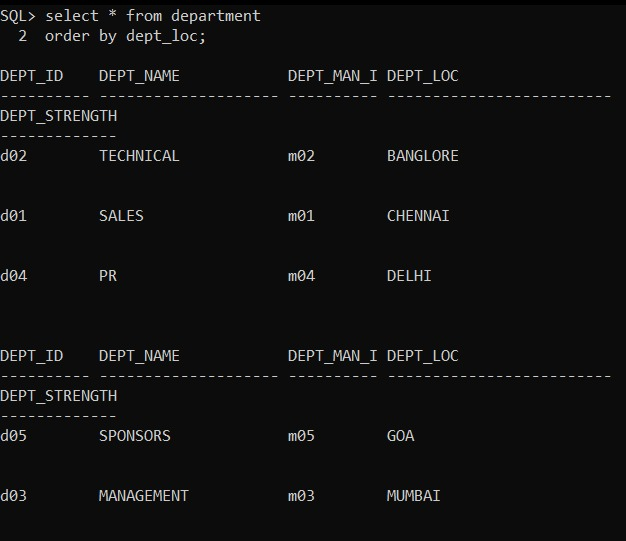 SQL> select * from department
  2  order by dept_loc;

DEPT_ID    DEPT_NAME            DEPT_MAN_I DEPT_LOC
---------- -------------------- ---------- -------------------------
DEPT_STRENGTH
-------------
d02        TECHNICAL            m02        BANGLORE


d01        SALES                m01        CHENNAI


d04        PR                   m04        DELHI



DEPT_ID    DEPT_NAME            DEPT_MAN_I DEPT_LOC
---------- -------------------- ---------- -------------------------
DEPT_STRENGTH
-------------
d05        SPONSORS             m05        GOA


d03        MANAGEMENT           m03        MUMBAI